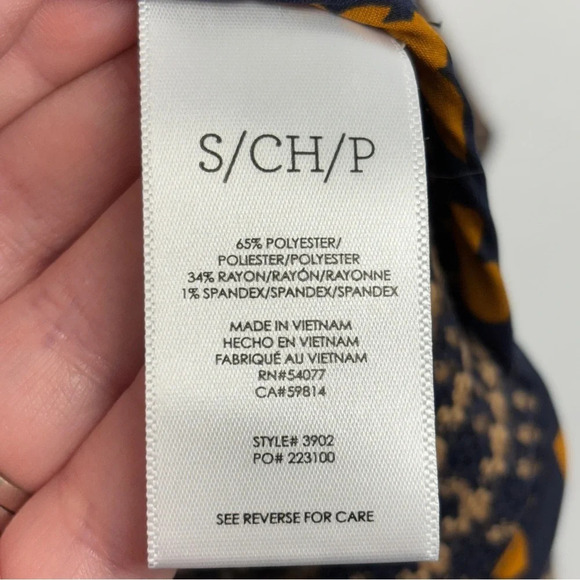 S/CH/P
65% POLYESTER/
POLIESTER/POLYESTER
34% RAYON/RAYÓN/RAYONNE
1% SPANDEX/SPANDEX/SPANDEX
MADE IN VIETNAM
HECHO EN VIETNAM
FABRIQUÉ AU VIETNAM
RN#54077
CA#59814
STYLE# 3902
PO# 223100
SEE REVERSE FOR CARE